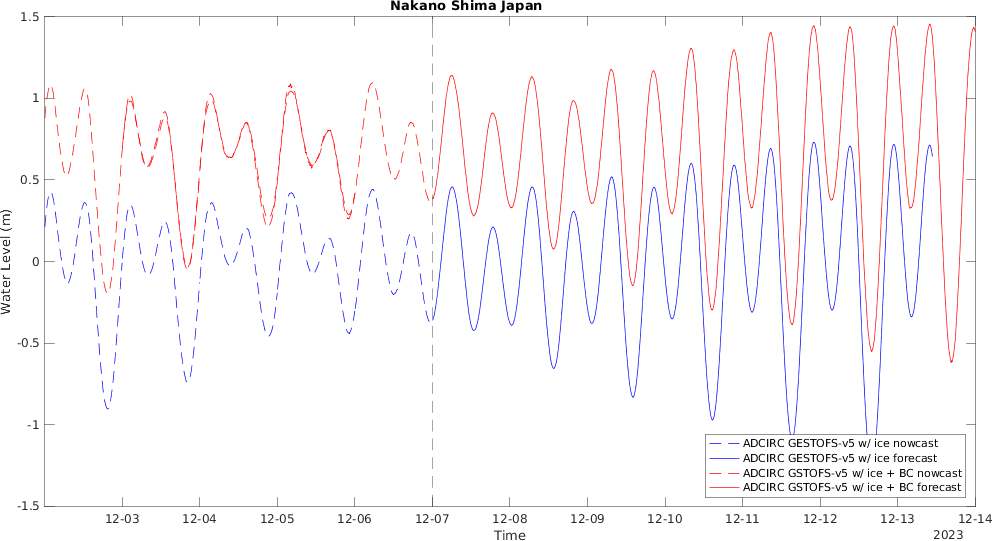 Nakano Shima Japan
1.5
1
0.5
0
-0.5
-1
-1.5
Water Level (m)
12-03 12-04 12-05 12-06 12-07 12-08 12-09 12-10 12-11 12-12 12-13 12-14
Time
2023
ADCIRC GESTOFS-v5 w/ ice nowcast
ADCIRC GESTOFS-v5 w/ ice forecast
ADCIRC GSTOFS-v5 w/ ice + BC nowcast
ADCIRC GSTOFS-v5 w/ ice + BC forecast